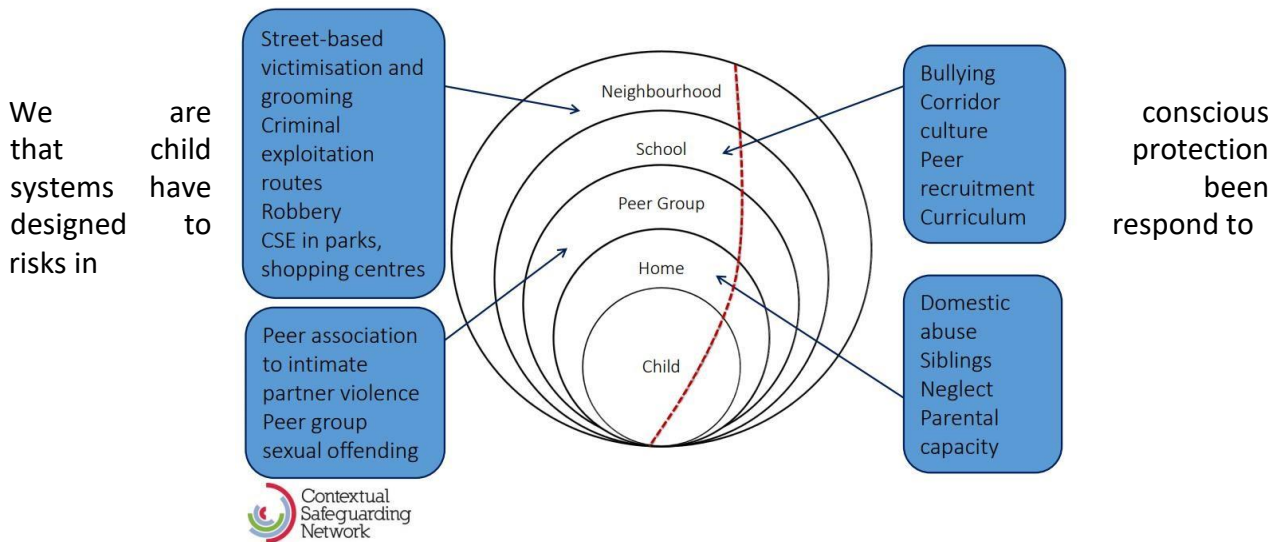 Street-based
victimisation and
grooming
Criminal
exploitation
routes
Robbery
CSE in parks,
shopping centres
Neighbourhood
School
Peer Group
Home
Child
Bullying
Corridor
culture
Peer
recruitment
Curriculum
We are conscious
that child protection
systems have been
designed to respond to
risks in
Peer association
to intimate
partner violence
Peer group
sexual offending
Domestic
abuse
Siblings
Neglect
Parental
capacity
Contextual
Safeguarding
Network